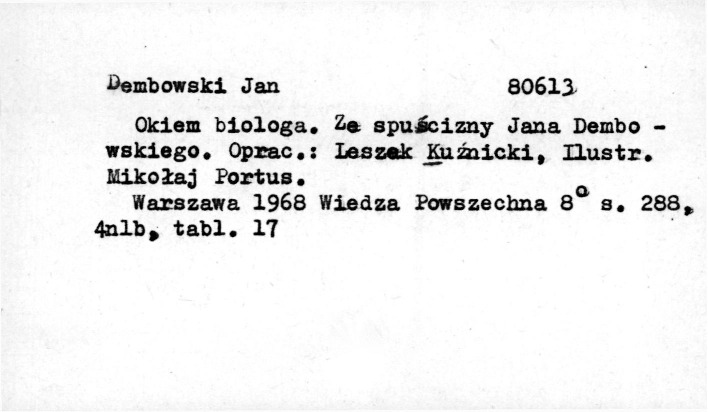 Dembowski Jan 80613
Okiem biologa. Ze spuścizny Jana Dembo -
wskiego. Oprac.: Leszek Kuźnicki, Ilustr.
Mikołaj Portus.
Warszawa 1968 Wiedza Powszechna 8° s. 288,
4nlb, tabl. 17